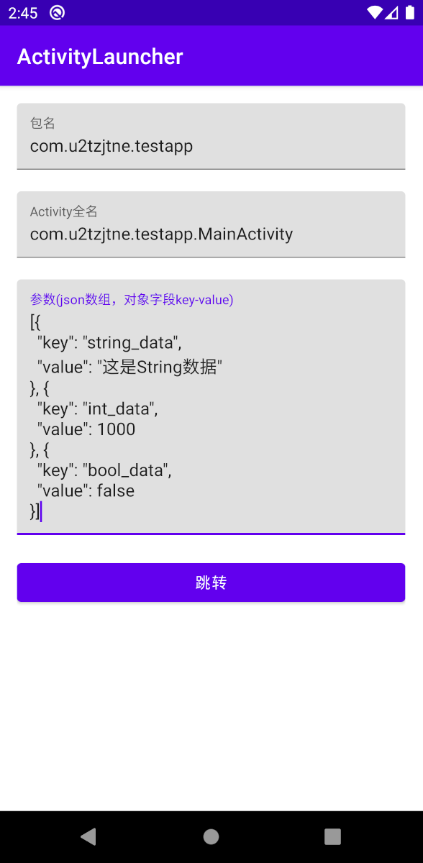 2:45
ActivityLauncher
包名
com.u2tzjtne.testapp
Activity全名
com.u2tzjtne.testapp.MainActivity
参数(json数组，对象字段key-value)
[{
  "key": "string_data",
  "value": "这是String数据"
}, {
  "key": "int_data",
  "value": 1000
}, {
  "key": "bool_data",
  "value": false
}]
跳转